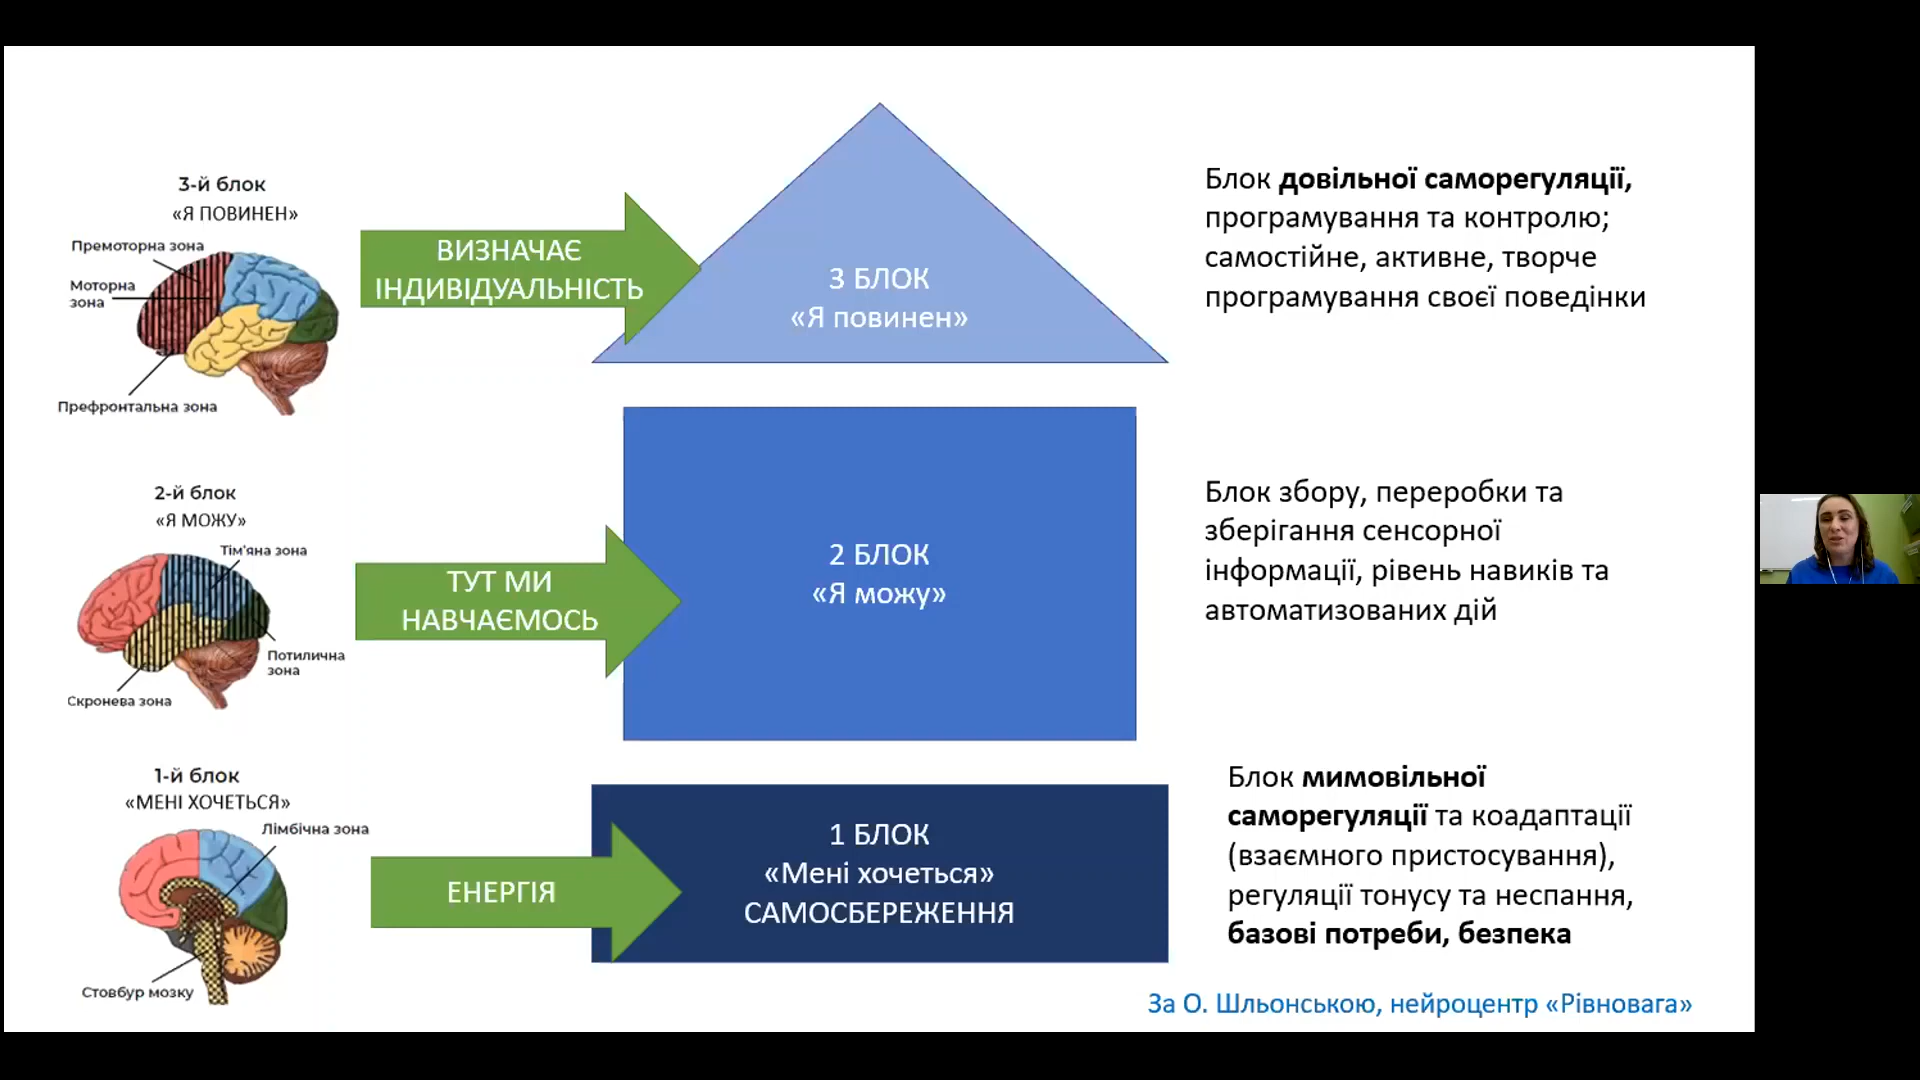 3-й блок
«Я ПОВИНЕН»
Премоторна зона
Моторна
зона
Префронтальна зона
ВИЗНАЧАЄ
ІНДИВІДУАЛЬНІСТЬ
3 БЛОК
«Я повинен»
Блок довільної саморегуляції,
програмування та контролю;
самостійне, активне, творче
програмування своєї поведінки
2-й блок
«Я МОЖУ»
Тім'яна зона
Потилична
зона
Скронева зона
ТУТ МИ
НАВЧАЄМОСЬ
2 БЛОК
«Я можу»
Блок збору, переробки та
зберігання сенсорної
інформації, рівень навиків та
автоматизованих дій
1-й блок
«МЕНІ ХОЧЕТЬСЯ»
Лімбічна зона
Стовбур мозку
ЕНЕРГІЯ
1 БЛОК
«Мені хочеться»
САМОСБЕРЕЖЕННЯ
Блок мимовільної
саморегуляції та коадаптації
(взаємного пристосування),
регуляції тонусу та неспання,
базові потреби, безпека
За О. Шльонською, нейроцентр «Рівновага»